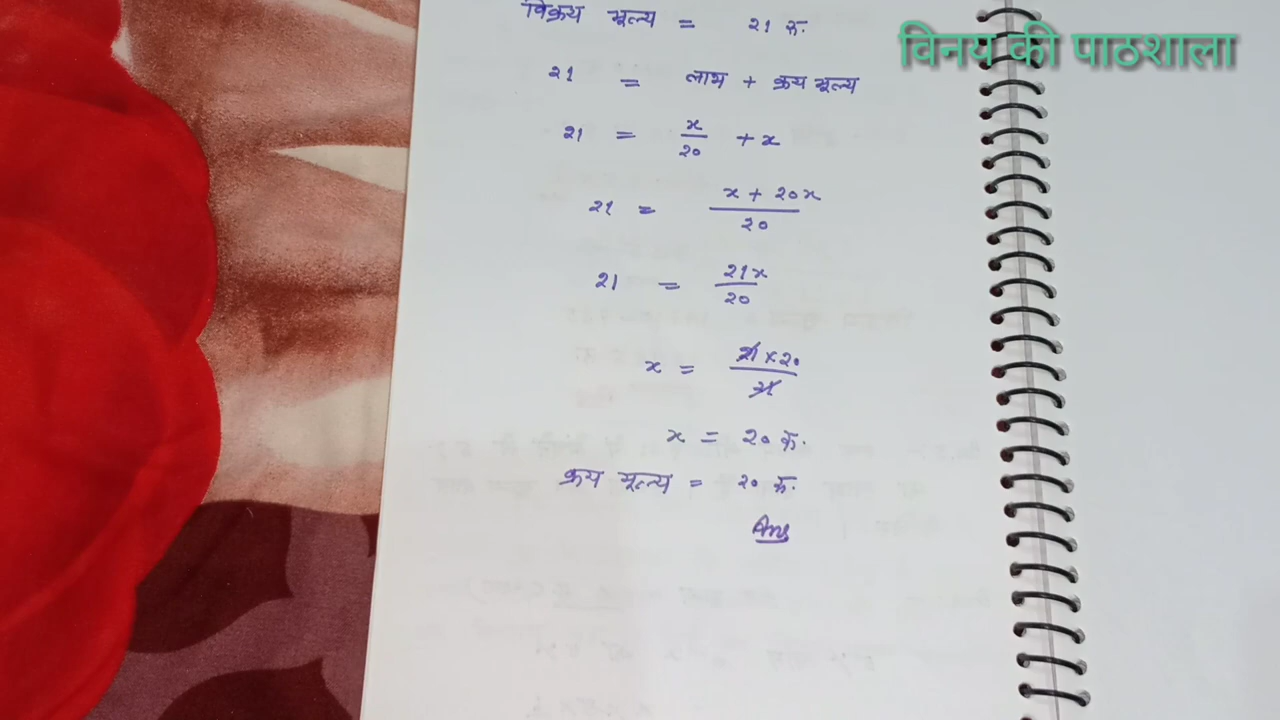 विक्रय मूल्य = 21 रु.
विनय की पाठशाला
21 = लाभ + क्रय मूल्य
21 = x/20 + x
21 = x + 20x / 20
21 = 21x / 20
x = 21 x 20 / 21
x = 20 रु.
क्रय मूल्य = 20 रु.
Ans